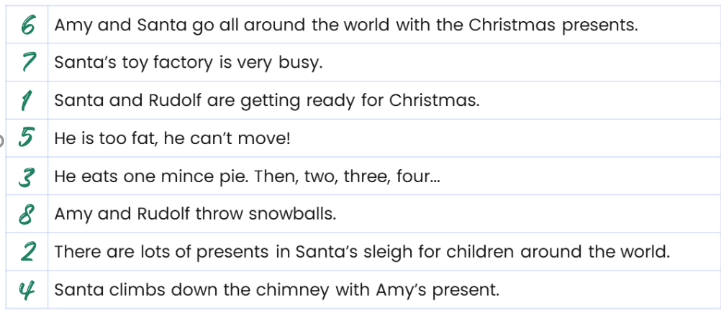 6 Amy and Santa go all around the world with the Christmas presents.
7 Santa's toy factory is very busy.
1 Santa and Rudolf are getting ready for Christmas.
5 He is too fat, he can't move!
3 He eats one mince pie. Then, two, three, four...
8 Amy and Rudolf throw snowballs.
2 There are lots of presents in Santa's sleigh for children around the world.
4 Santa climbs down the chimney with Amy's present.